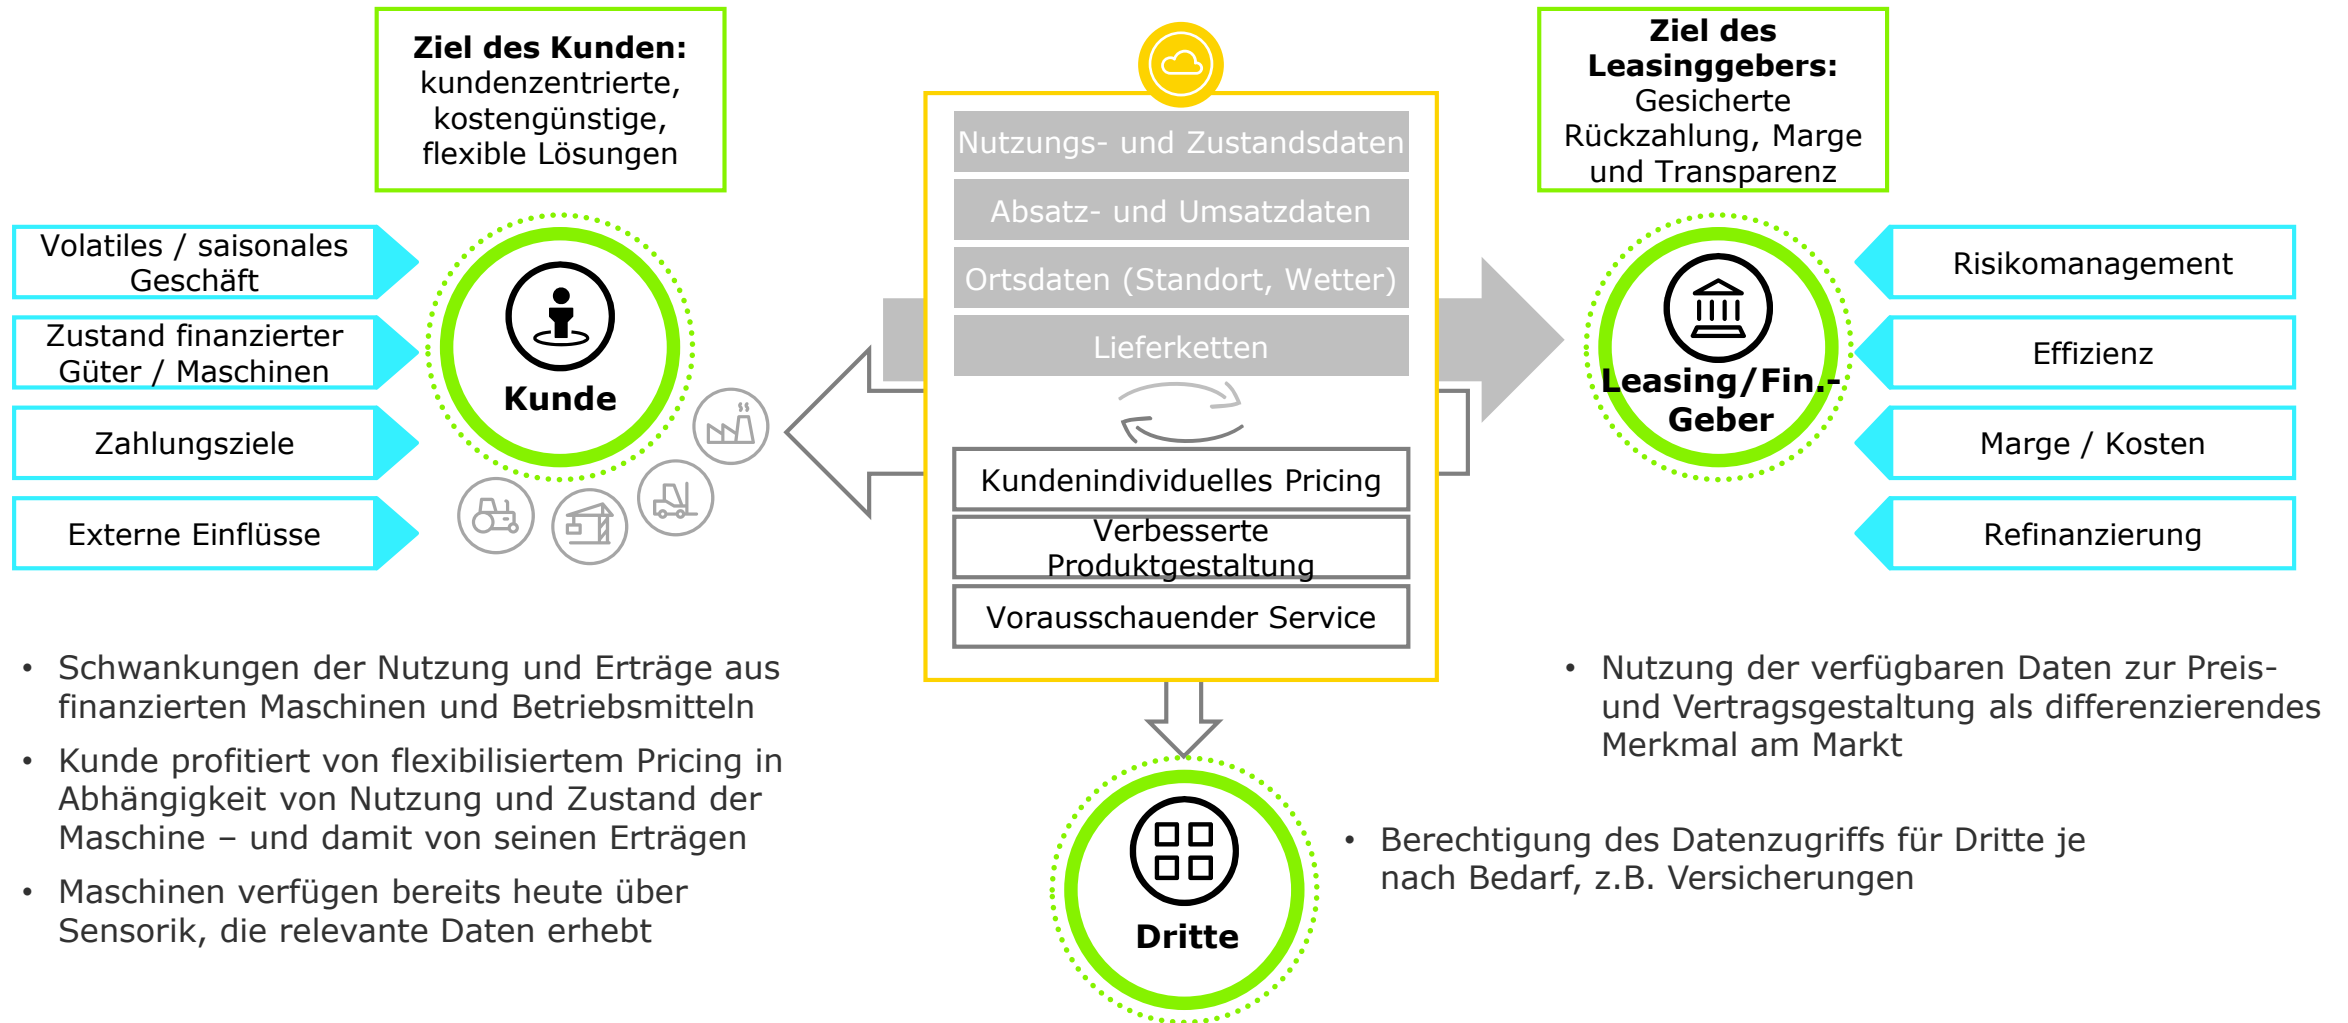 Ziel des Kunden:
kundenzentrierte,
kostengünstige,
flexible Lösungen
Ziel des
Leasinggebers:
Gesicherte
Rückzahlung, Marge
und Transparenz
Volatiles / saisonales
Geschäft
Zustand finanzierter
Güter / Maschinen
Zahlungsziele
Externe Einflüsse
Kunde
Nutzungs- und Zustandsdaten
Absatz- und Umsatzdaten
Ortsdaten (Standort, Wetter)
Lieferketten
Kundenindividuelles Pricing
Verbesserte
Produktgestaltung
Vorausschauender Service
Leasing/Fin.-
Geber
Risikomanagement
Effizienz
Marge / Kosten
Refinanzierung
• Schwankungen der Nutzung und Erträge aus
finanzierten Maschinen und Betriebsmitteln
• Kunde profitiert von flexibilisiertem Pricing in
Abhängigkeit von Nutzung und Zustand der
Maschine – und damit von seinen Erträgen
• Maschinen verfügen bereits heute über
Sensorik, die relevante Daten erhebt
• Nutzung der verfügbaren Daten zur Preis-
und Vertragsgestaltung als differenzierendes
Merkmal am Markt
• Berechtigung des Datenzugriffs für Dritte je
nach Bedarf, z.B. Versicherungen
Dritte